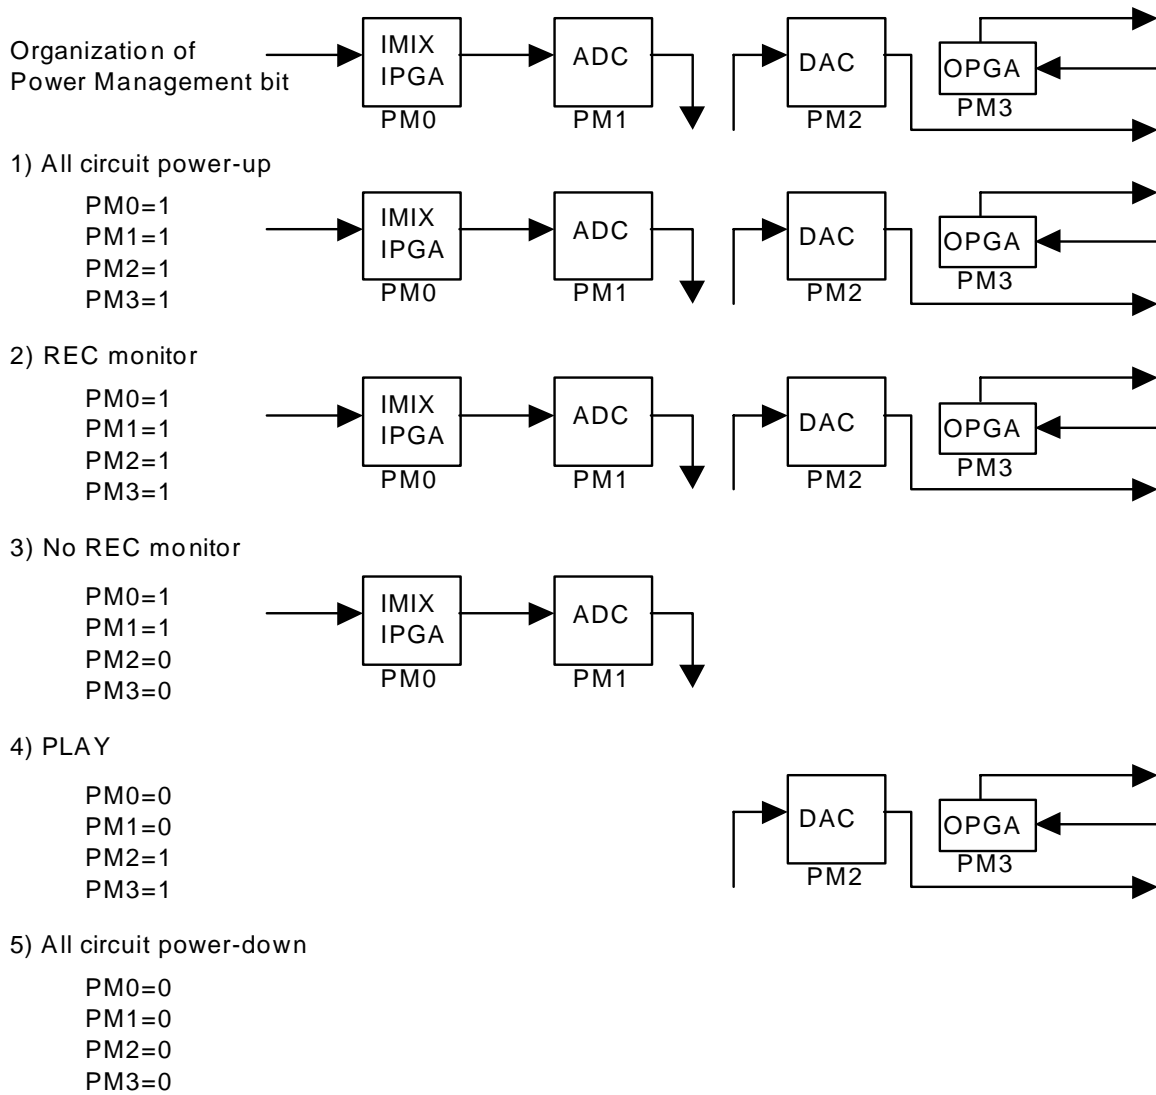 Organization of
Power Management bit
IMIX
IPGA
PM0
ADC
PM1
DAC
PM2
OPGA
PM3
1) All circuit power-up
PM0=1
PM1=1
PM2=1
PM3=1
IMIX
IPGA
PM0
ADC
PM1
DAC
PM2
OPGA
PM3
2) REC monitor
PM0=1
PM1=1
PM2=1
PM3=1
IMIX
IPGA
PM0
ADC
PM1
DAC
PM2
OPGA
PM3
3) No REC monitor
PM0=1
PM1=1
PM2=0
PM3=0
IMIX
IPGA
PM0
ADC
PM1
4) PLAY
PM0=0
PM1=0
PM2=1
PM3=1
DAC
PM2
OPGA
PM3
5) All circuit power-down
PM0=0
PM1=0
PM2=0
PM3=0